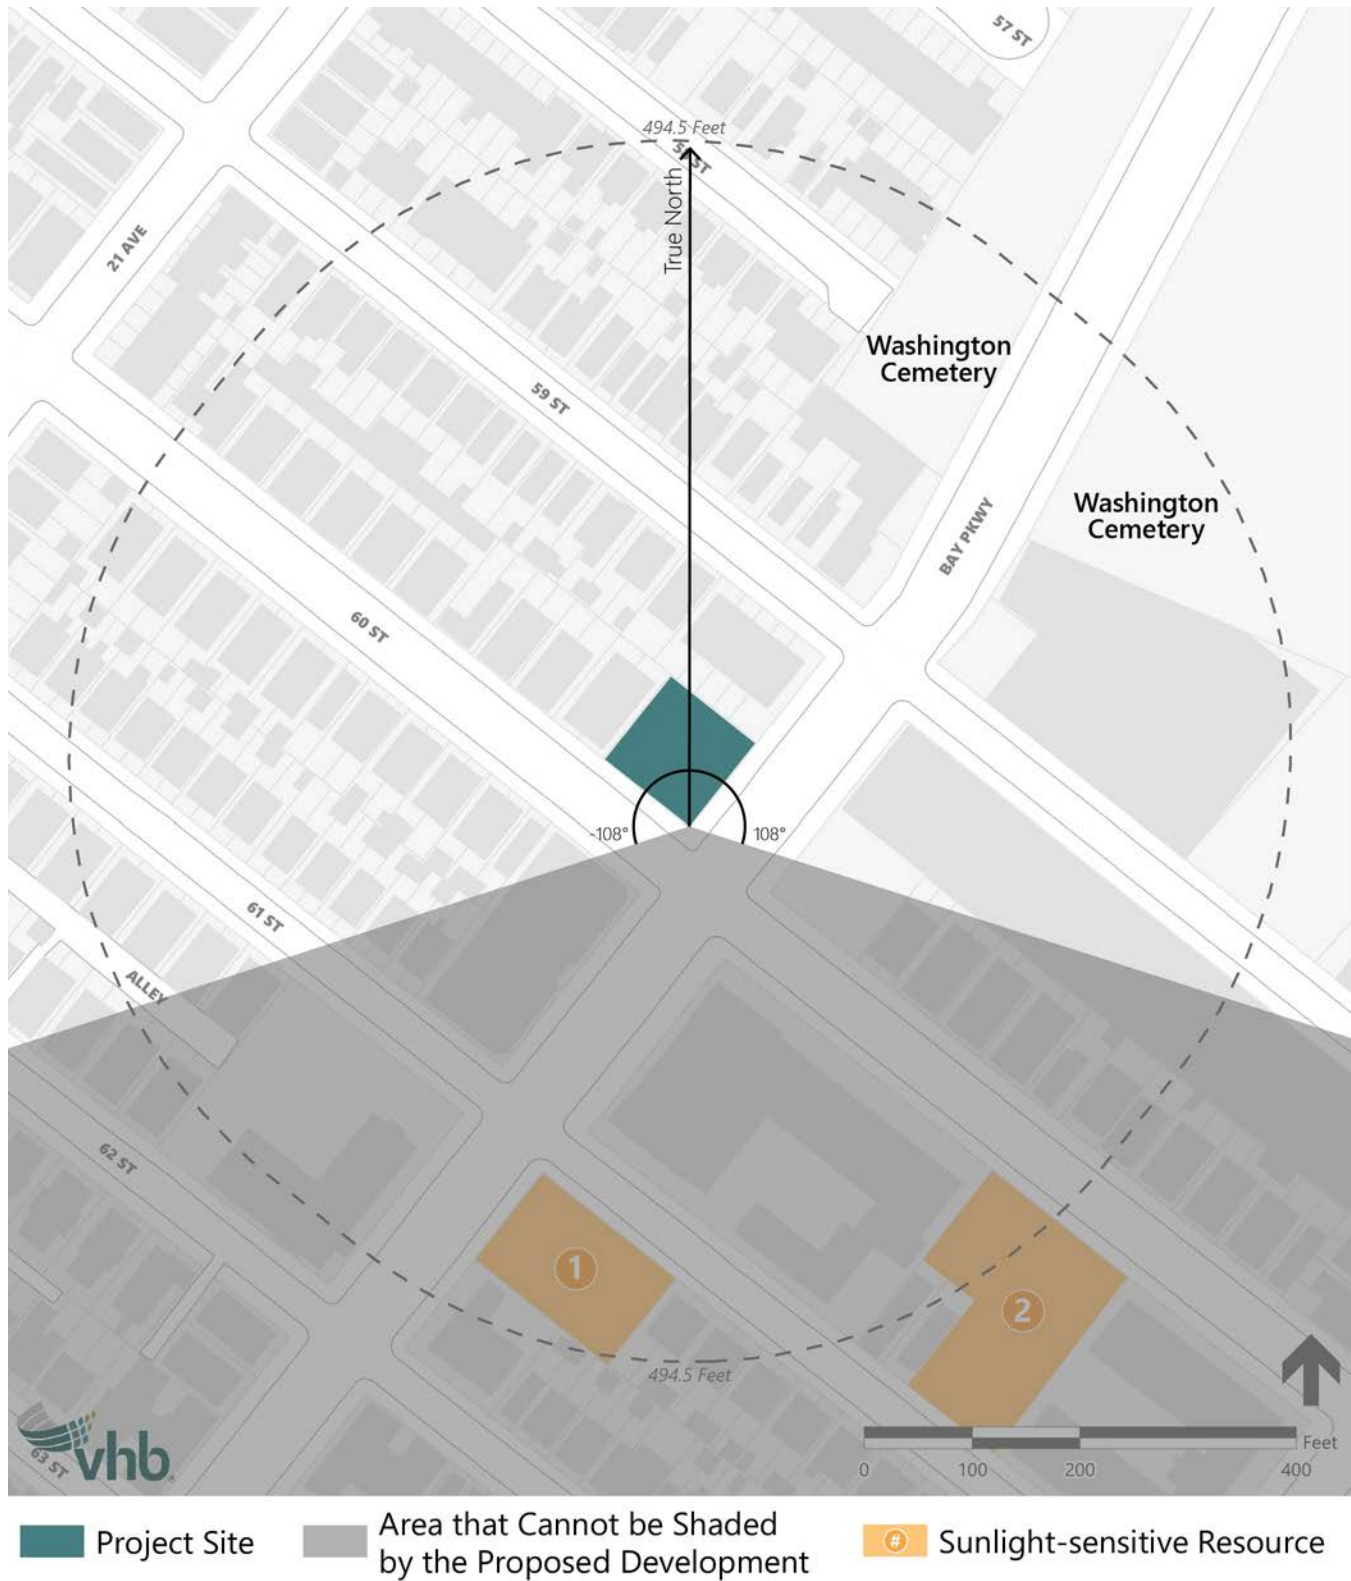 57 ST
494.5 Feet
58 ST
True North
21 AVE
Washington
Cemetery
59 ST
Washington
Cemetery
BAY PKWY
60 ST
-108°
108°
61 ST
ALLEY
62 ST
1
2
494.5 Feet
63 ST
vhb
Feet
0 100 200 400
Project Site
Area that Cannot be Shaded
by the Proposed Development
#
Sunlight-sensitive Resource